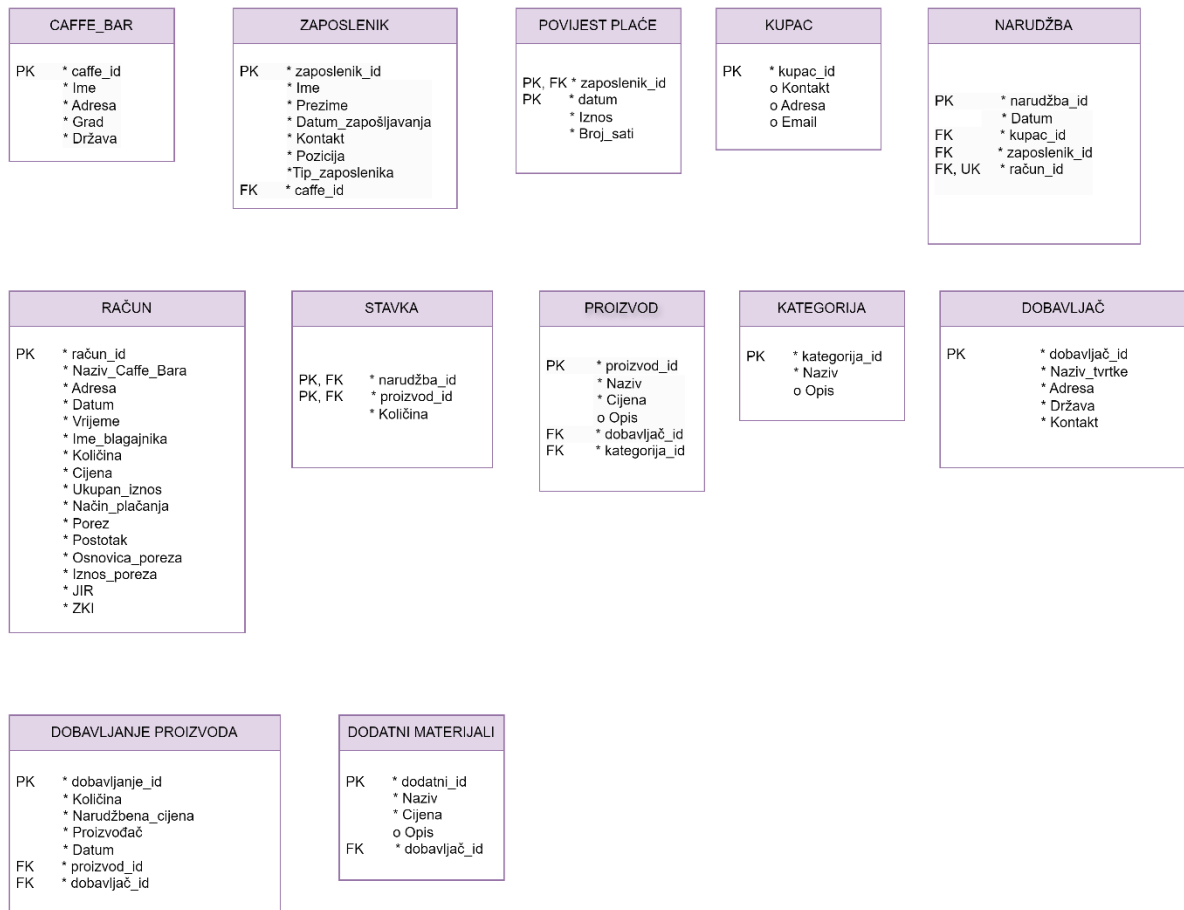 CAFFE_BAR
PK * caffe_id
* Ime
* Adresa
* Grad
* Država
ZAPOSLENIK
PK * zaposlenik_id
* Ime
* Prezime
* Datum_zapošljavanja
* Kontakt
* Pozicija
*Tip_zaposlenika
FK * caffe_id
POVIJEST PLAĆE
PK, FK * zaposlenik_id
PK * datum
* Iznos
* Broj_sati
KUPAC
PK * kupac_id
o Kontakt
o Adresa
o Email
NARUDŽBA
PK * narudžba_id
* Datum
FK * kupac_id
FK * zaposlenik_id
FK, UK * račun_id
RAČUN
PK * račun_id
* Naziv_Caffe_Bara
* Adresa
* Datum
* Vrijeme
* Ime_blagajnika
* Količina
* Cijena
* Ukupan_iznos
* Način_plačanja
* Porez
* Postotak
* Osnovica_poreza
* Iznos_poreza
* JIR
* ZKI
STAVKA
PK, FK * narudžba_id
PK, FK * proizvod_id
* Količina
PROIZVOD
PK * proizvod_id
* Naziv
* Cijena
o Opis
FK * dobavljač_id
FK * kategorija_id
KATEGORIJA
PK * kategorija_id
* Naziv
o Opis
DOBAVLJAČ
PK * dobavljač_id
* Naziv_tvrtke
* Adresa
* Država
* Kontakt
DOBAVLJANJE PROIZVODA
PK * dobavljanje_id
* Količina
* Narudžbena_cijena
* Proizvođač
* Datum
FK * proizvod_id
FK * dobavljač_id
DODATNI MATERIJALI
PK * dodatni_id
* Naziv
* Cijena
o Opis
FK * dobavljač_id